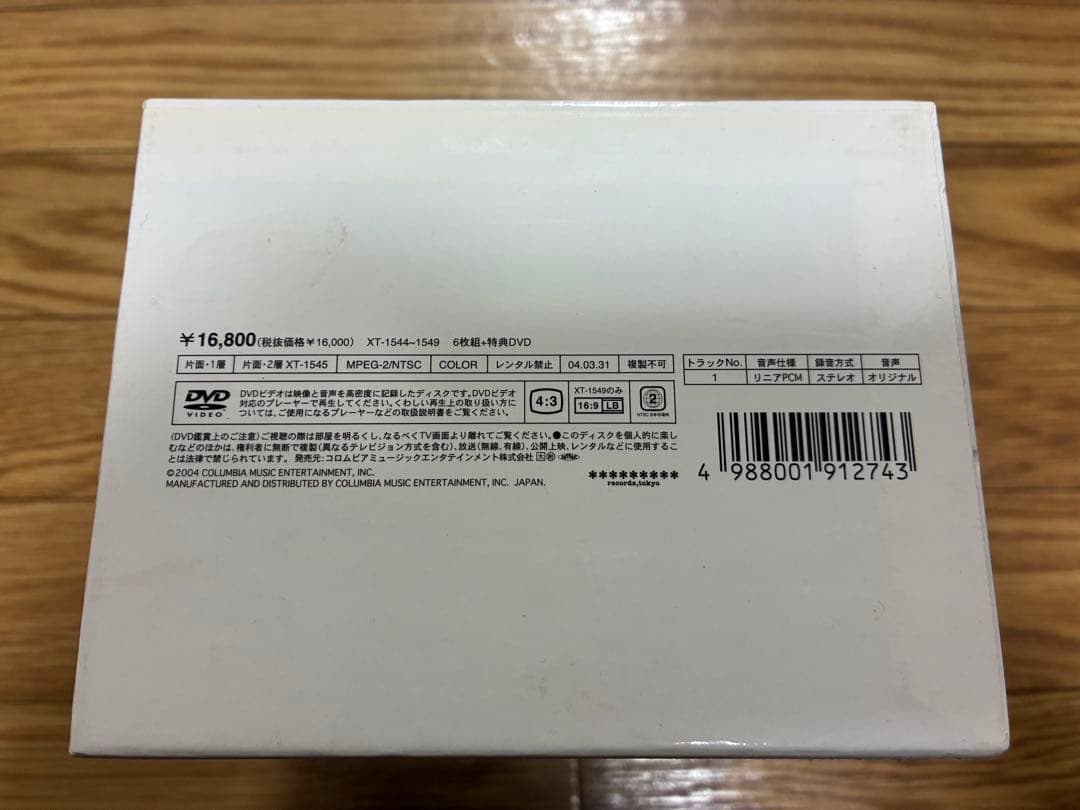 ¥16,800(税抜価格¥16,000) XT-1544~1549 6枚組+特典DVD
片面・1層 片面・2層 XT-1545 MPEG-2/NTSC COLOR レンタル禁止 04.03.31 複製不可
トラックNo. 音声仕様 録音方式 音声
1 リニアPCM ステレオ オリジナル
DVD VIDEO
DVDビデオは映像と音声を高密度に記録したディスクです。DVDビデオ
対応のプレーヤーで再生してください。くわしい再生上の取り扱い方に
ついては、ご使用になるプレーヤーなどの取扱説明書をご覧ください。
4:3
XT-1549のみ
16:9 LB
2
NTSC 日本市場向
〈DVD鑑賞上のご注意〉ご視聴の際は部屋を明るくし、なるべくTV画面より離れてご覧ください。●このディスクを個人的に楽し
むなどのほかは、権利者に無断で複製(異なるテレビジョン方式を含む)、放送(無線、有線)、公開上映、レンタルなどに使用するこ
とは法律で禁じられています。 発売元:コロムビアミュージックエンタテインメント株式会社
©2004 COLUMBIA MUSIC ENTERTAINMENT, INC.
MANUFACTURED AND DISTRIBUTED BY COLUMBIA MUSIC ENTERTAINMENT, INC. JAPAN.
*********
records,tokyo
4 988001 912743